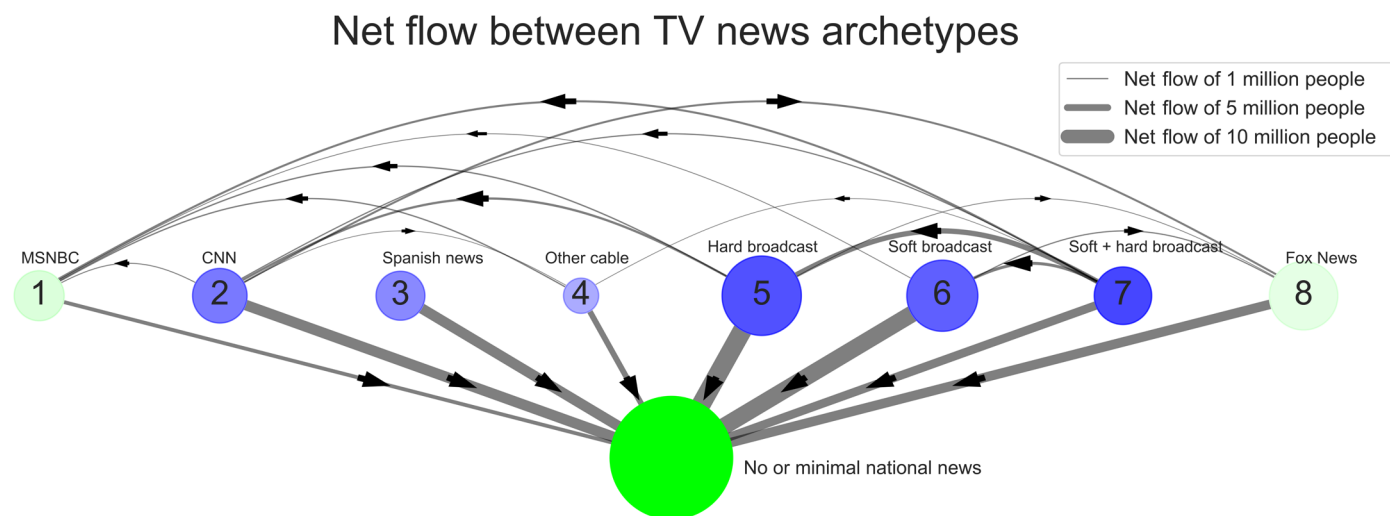 Net flow between TV news archetypes
Net flow of 1 million people
Net flow of 5 million people
Net flow of 10 million people
MSNBC
CNN
Spanish news
Other cable
Hard broadcast
Soft broadcast
Soft + hard broadcast
Fox News
1
2
3
4
5
6
7
8
No or minimal national news